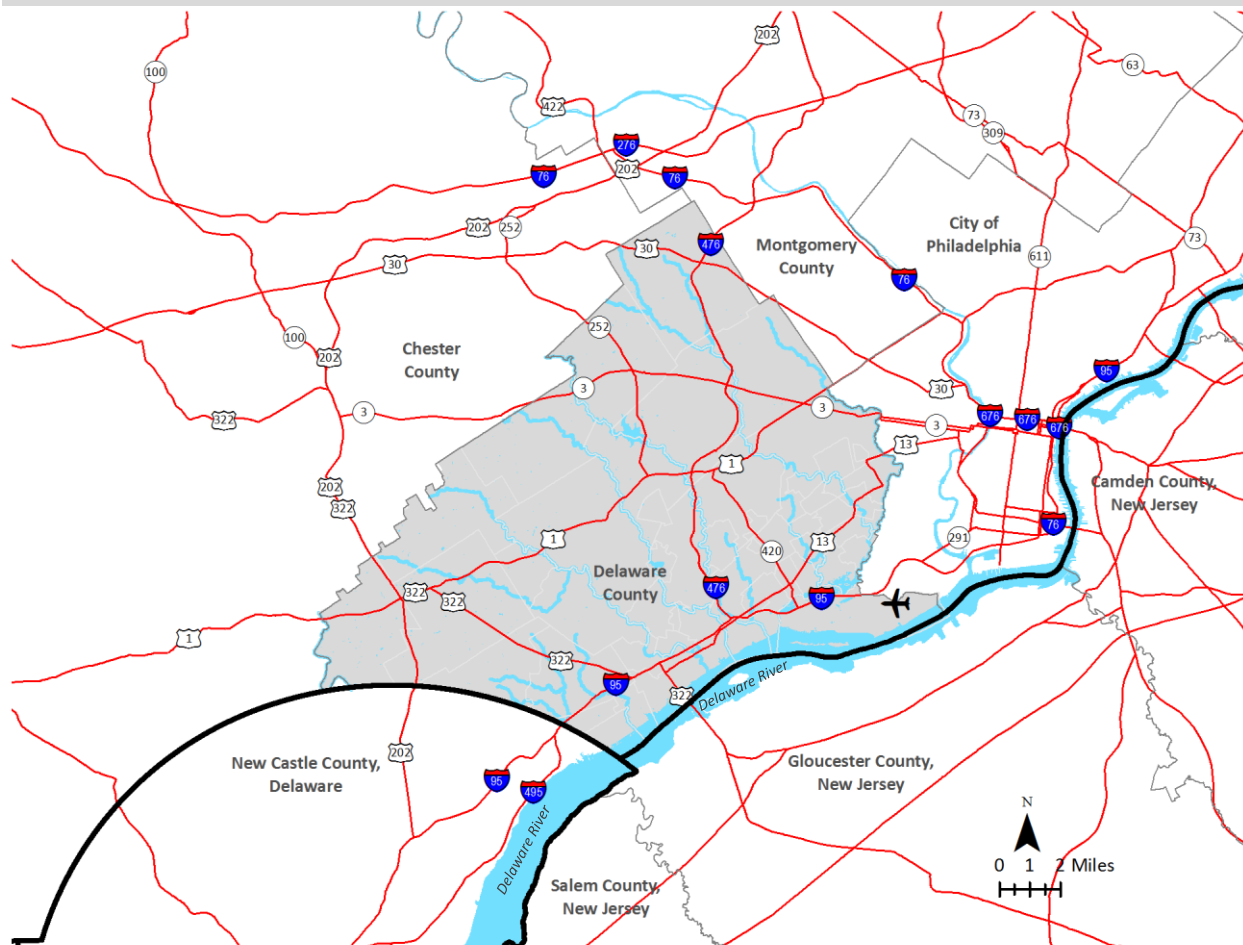 202
100
63
422
73
309
276
202
76
76
252
202
City of
Philadelphia
Montgomery
County
476
30
73
611
30
76
252
100
Chester
County
202
95
3
30
3
3
322
676
676
676
3
13
1
Camden County,
New Jersey
202
322
76
1
13
291
420
Delaware
County
476
322
322
95
1
322
95
Delaware River
322
202
New Castle County,
Delaware
Gloucester County,
New Jersey
95
495
Delaware River
N
0 1 2 Miles
Salem County,
New Jersey